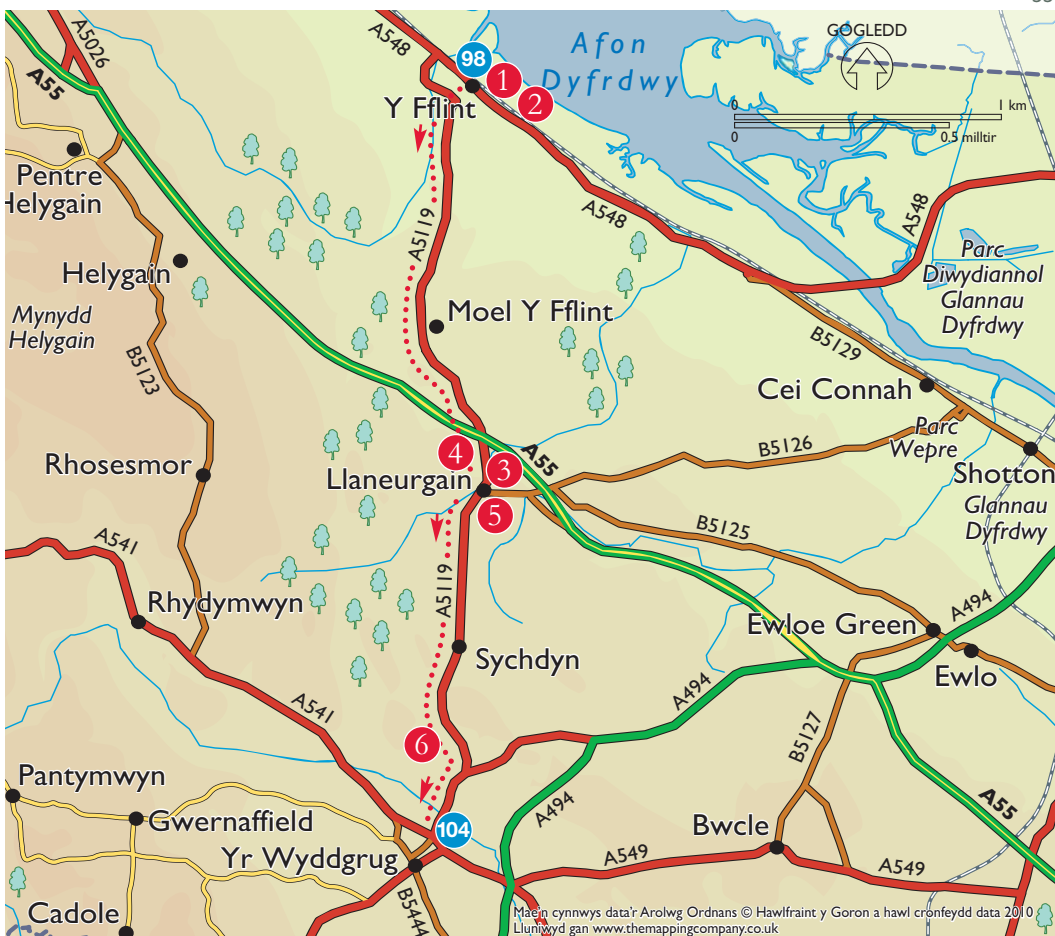 A5026
A55
A548
98
1
2
Afon
Dyfrdwy
GOGLEDD
0
1 km
0
0.5 milltir
Y Fflint
Pentre
Helygain
A5119
A548
A548
Helygain
Parc
Diwydiannol
Glannau
Dyfrdwy
Mynydd
Helygain
Moel Y Fflint
B5123
B5129
Cei Connah
Parc
Wepre
4
3
A55
B5126
Rhosesmor
Llaneurgain
Shotton
5
Glannau
Dyfrdwy
B5125
A541
A5119
A494
Rhydymwyn
Ewloe Green
Sychdyn
Ewlo
A494
A541
6
B5127
Pantymwyn
A494
A55
Gwernaffield
104
Bwcle
Yr Wyddgrug
A549
A549
B5444
Cadole
Mae'n cynnwys data'r Arolwg Ordnans © Hawlfraint y Goron a hawl cronfeydd data 2010
Lluniwyd gan www.themappingcompany.co.uk